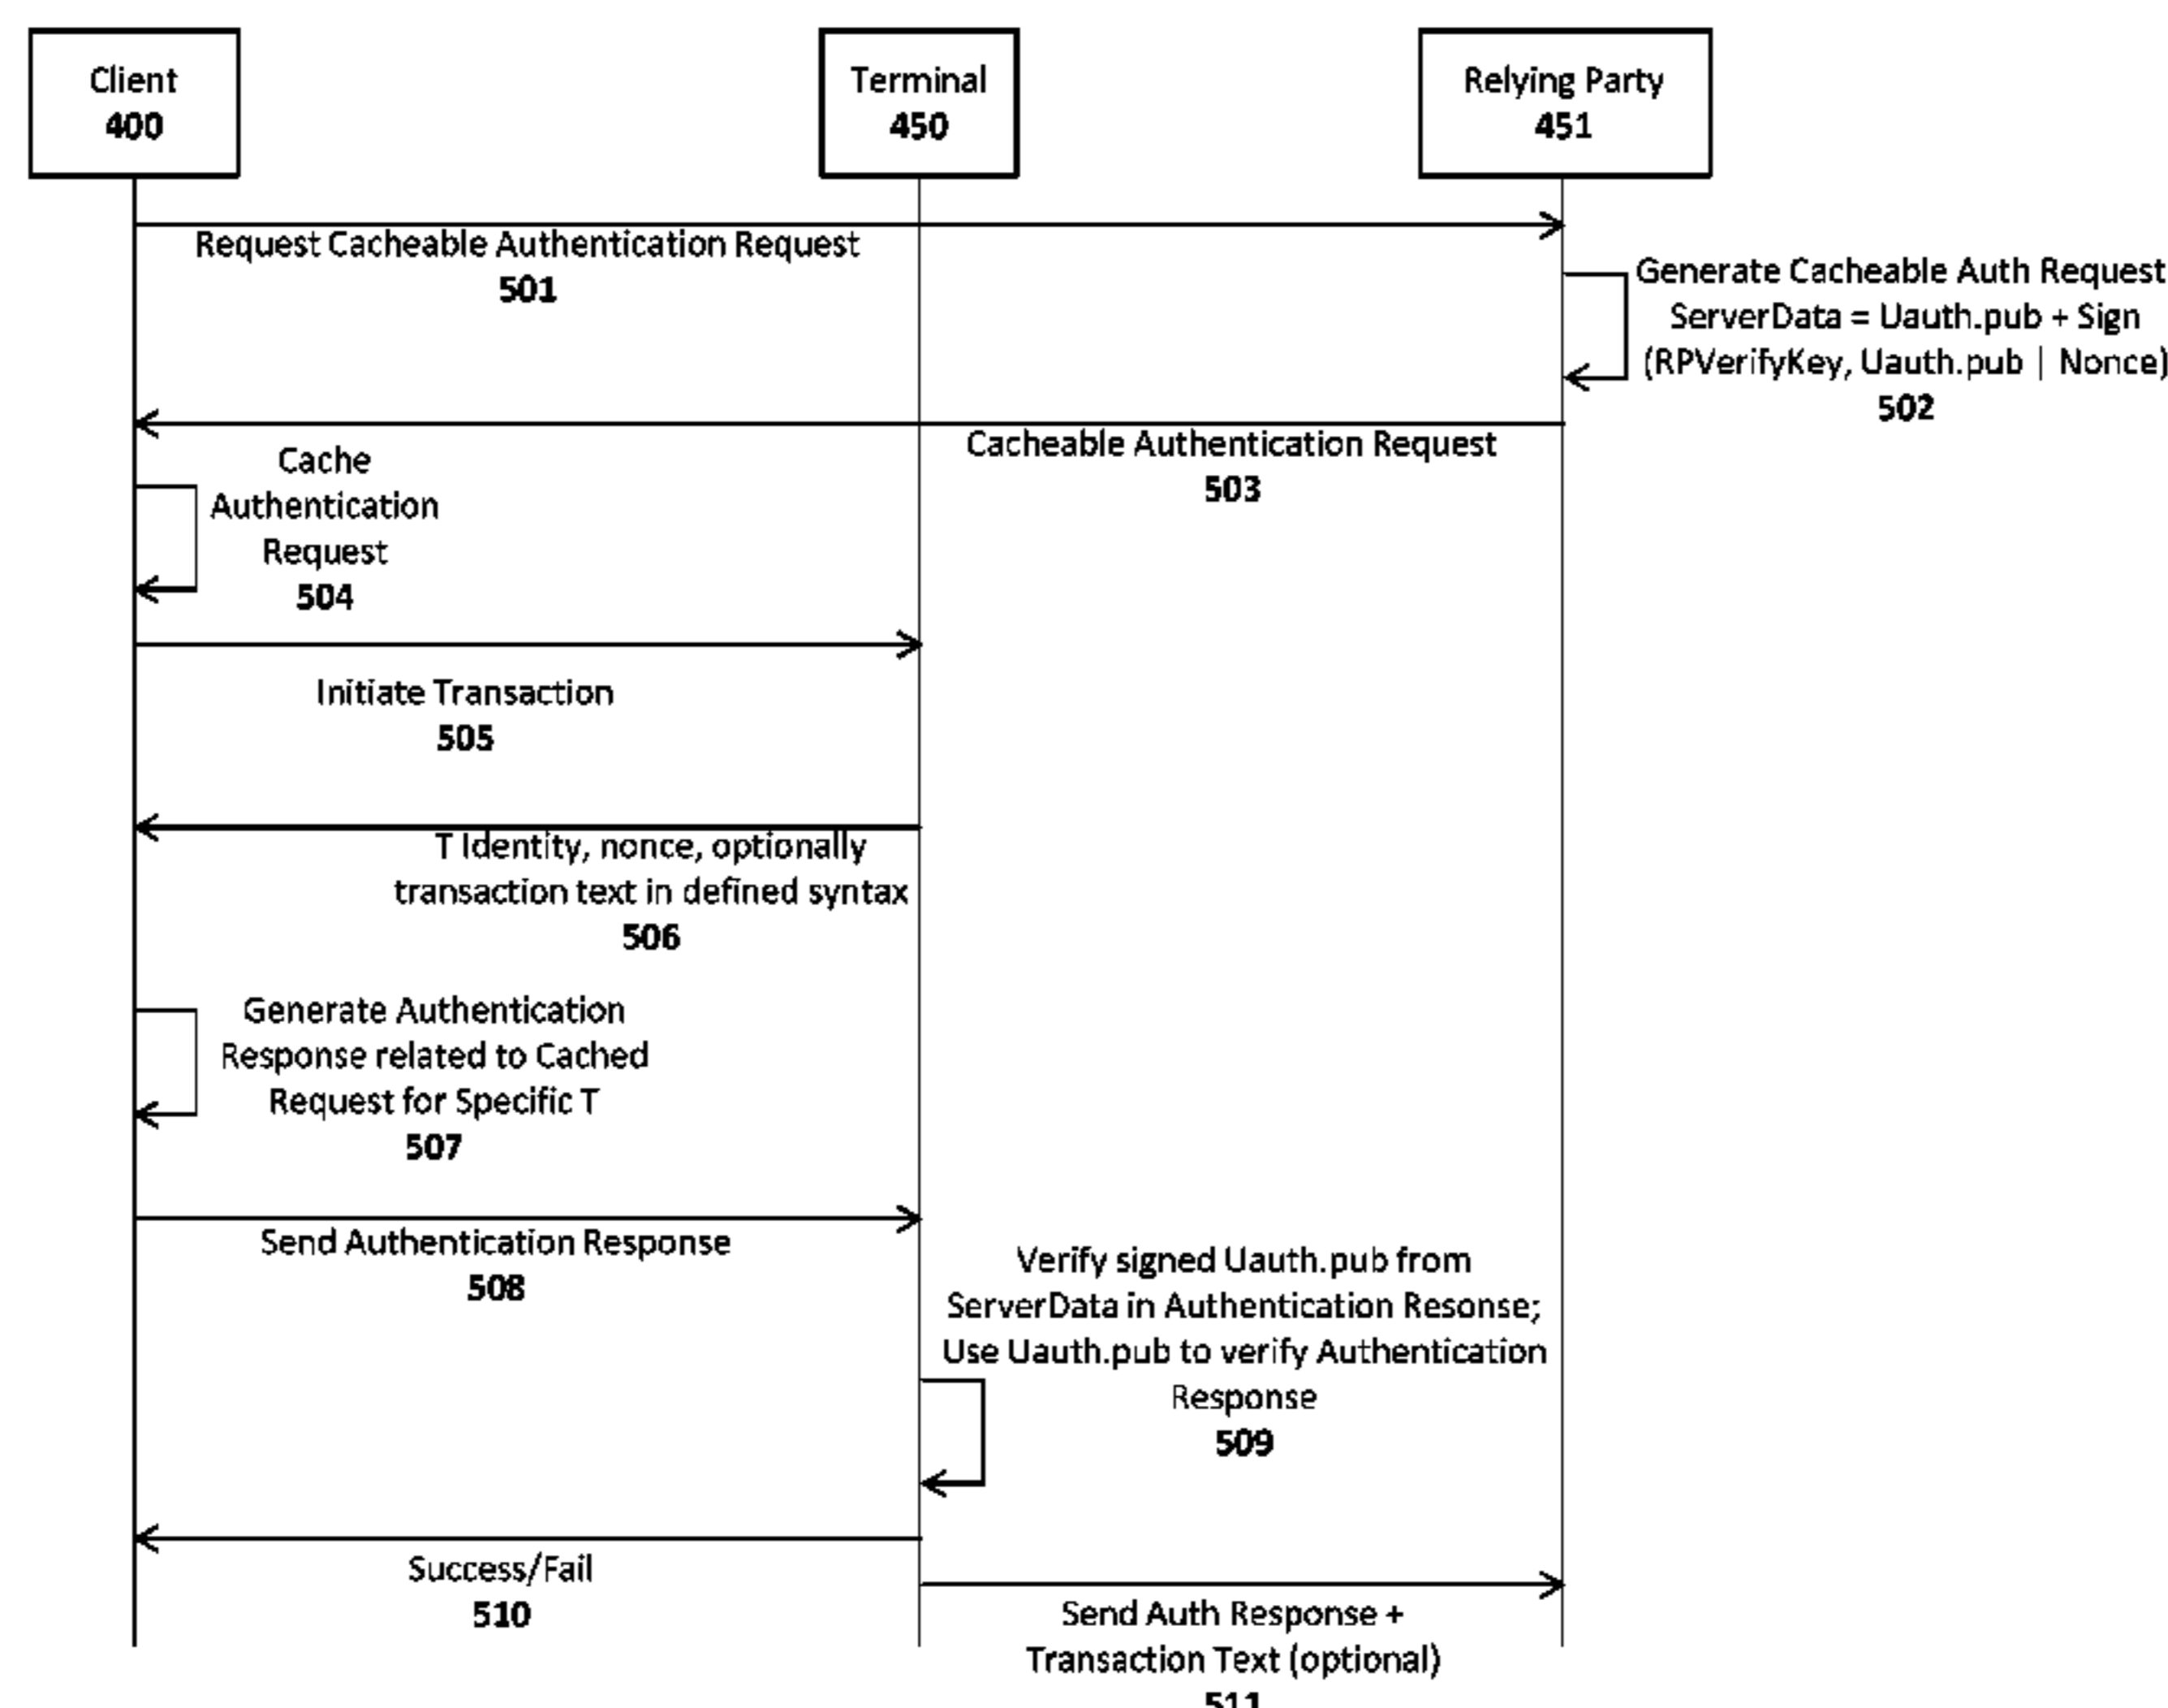 Client
400
Terminal
450
Relying Party
451
Request Cacheable Authentication Request
501
Generate Cacheable Auth Request
ServerData = Uauth.pub + Sign
(RPVerifyKey, Uauth.pub | Nonce)
502
Cacheable Authentication Request
503
Cache
Authentication
Request
504
Initiate Transaction
505
T Identity, nonce, optionally
transaction text in defined syntax
506
Generate Authentication
Response related to Cached
Request for Specific T
507
Send Authentication Response
508
Verify signed Uauth.pub from
ServerData in Authentication Resonse;
Use Uauth.pub to verify Authentication
Response
509
Success/Fail
510
Send Auth Response +
Transaction Text (optional)
511